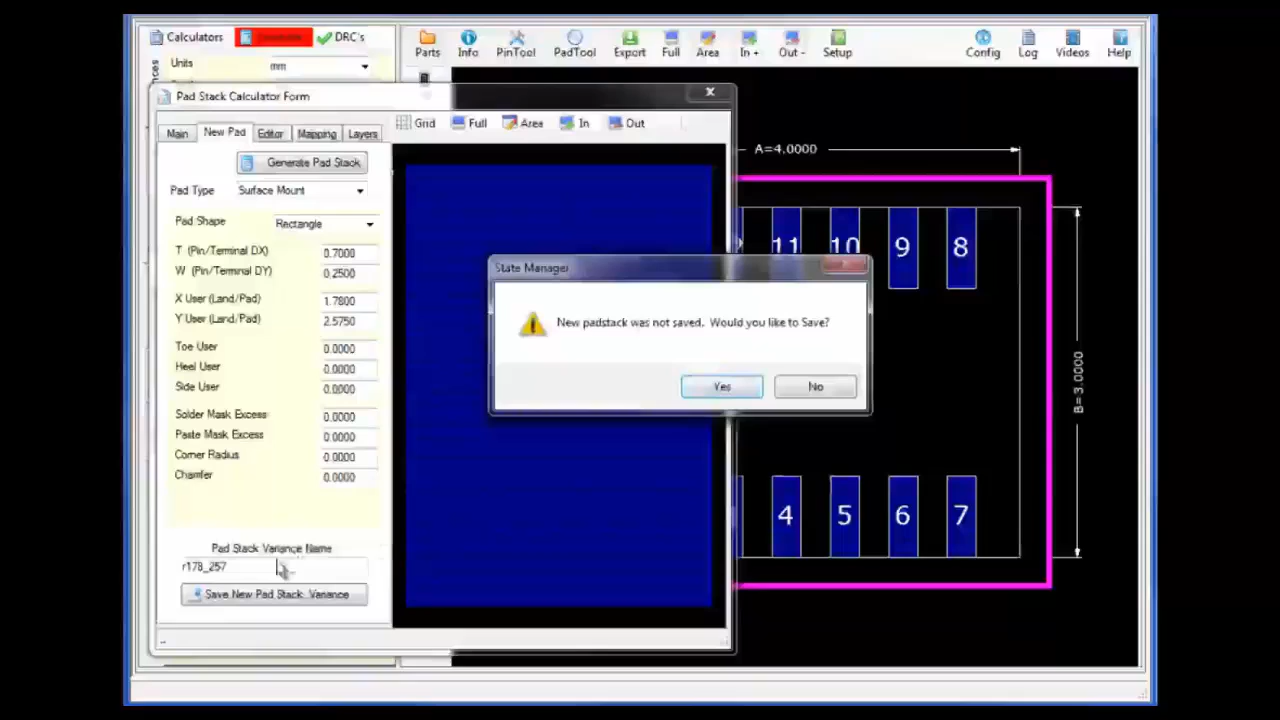 Calculators
DRC's
Parts
Info
PinTool
PadTool
Export
Full
Area
In
Out
Setup
Config
Log
Videos
Help
Units
mm
Pad Stack Calculator Form
Main
New Pad
Editor
Mapping
Layers
Grid
Full
Area
In
Out
Generate Pad Stack
Pad Type
Surface Mount
Pad Shape
Rectangle
T (Pin/Terminal DX)
0.7000
W (Pin/Terminal DY)
0.2500
X User (Land/Pad)
1.7800
Y User (Land/Pad)
2.5750
Toe User
0.0000
Heel User
0.0000
Side User
0.0000
Solder Mask Excess
0.0000
Paste Mask Excess
0.0000
Corner Radius
0.0000
Chamfer
0.0000
Pad Stack Variance Name
r178_257
Save New Pad Stack Variance
State Manager
New padstack was not saved. Would you like to Save?
Yes
No
A=4.0000
11
10
9
8
B=3.0000
4
5
6
7